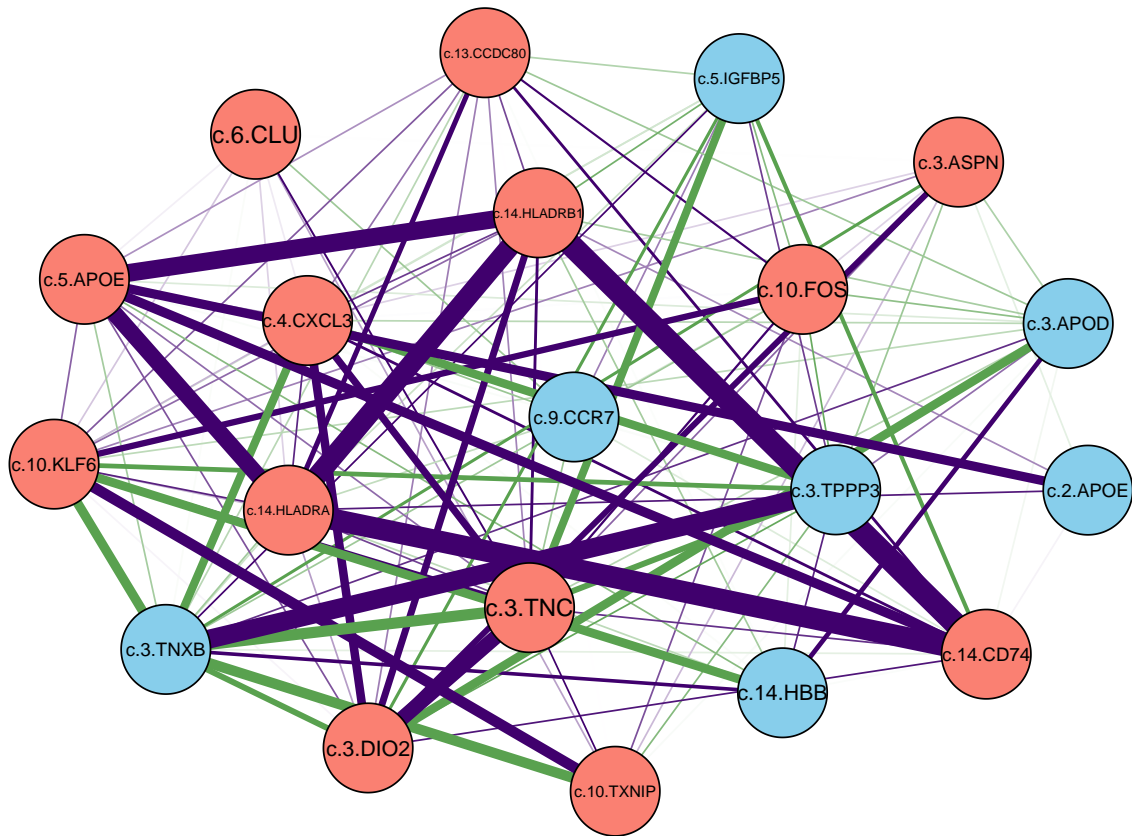 c.13.CCDC80
c.5.IGFBP5
c.6.CLU
c.3.ASPN
c.14.HLADRB1
c.5.APOE
c.10.FOS
c.4.CXCL3
c.3.APOD
c.9.CCR7
c.10.KLF6
c.3.TPPP3
c.2.APOE
c.14.HLADRA
c.3.TNC
c.3.TNXB
c.14.CD74
c.14.HBB
c.3.DIO2
c.10.TXNIP